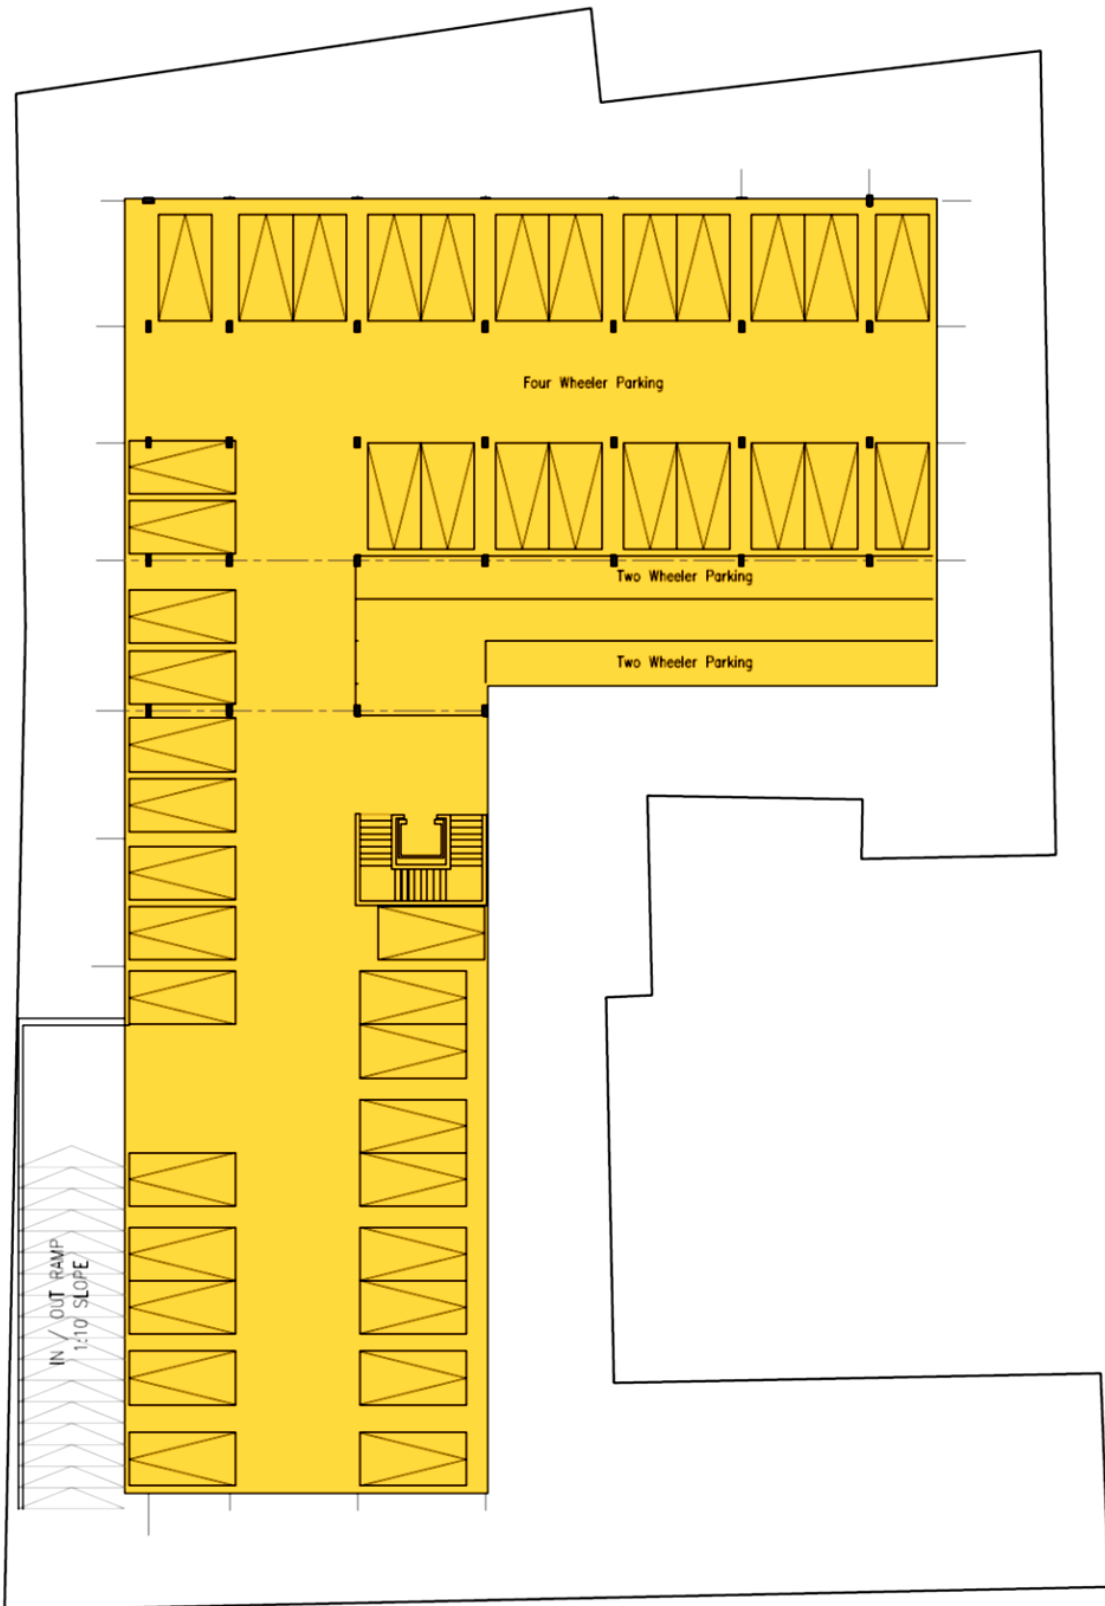 Four Wheeler Parking
Two Wheeler Parking
Two Wheeler Parking
IN / OUT RAMP
1:10 SLOPE